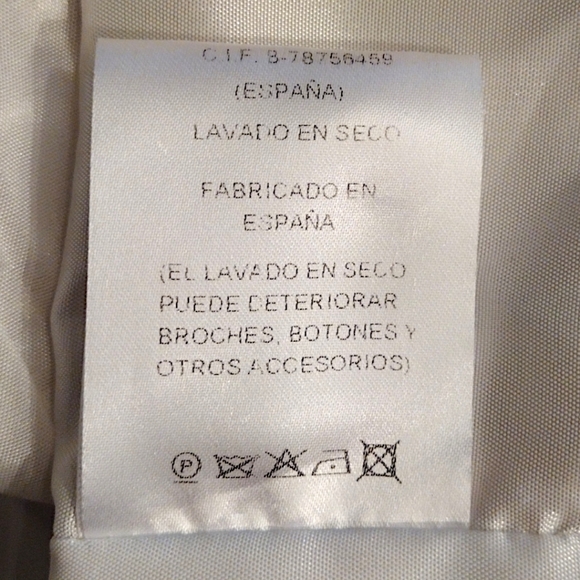 C.I.F. B-78756459
(ESPAÑA)
LAVADO EN SECO
FABRICADO EN
ESPAÑA
(EL LAVADO EN SECO
PUEDE DETERIORAR
BROCHES, BOTONES Y
OTROS ACCESORIOS)
P